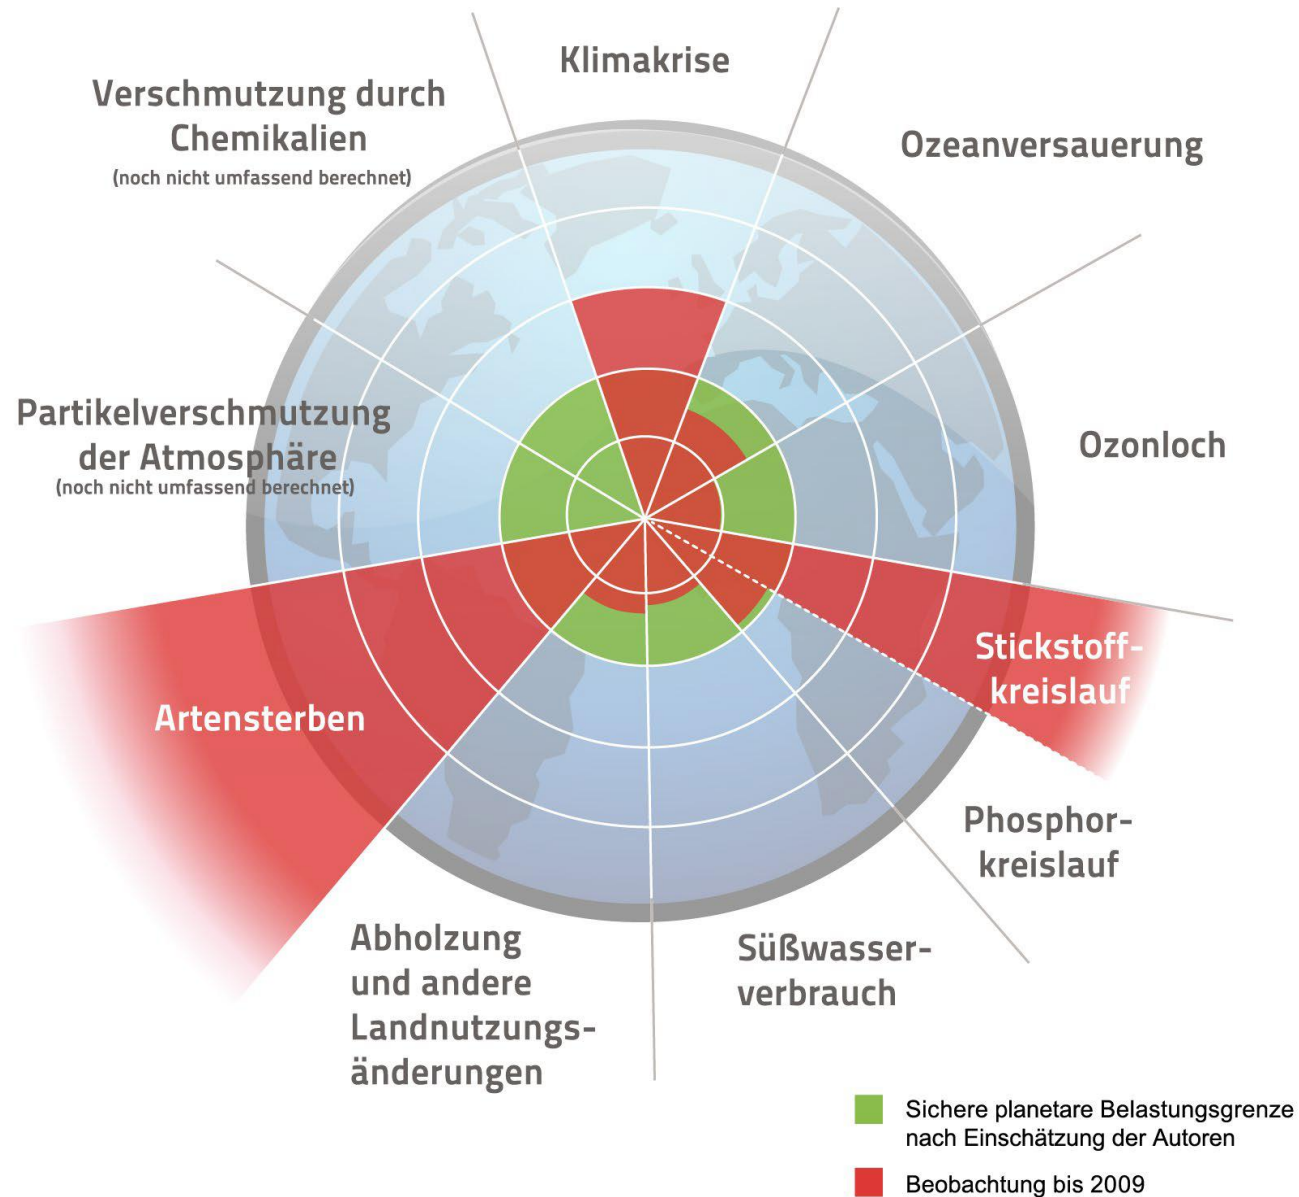 Klimakrise
Verschmutzung durch
Chemikalien
(noch nicht umfassend berechnet)
Ozeanversauerung
Partikelverschmutzung
der Atmosphäre
(noch nicht umfassend berechnet)
Ozonloch
Stickstoff-
kreislauf
Artensterben
Phosphor-
kreislauf
Abholzung
und andere
Landnutzungs-
änderungen
Süßwasser-
verbrauch
Sichere planetare Belastungsgrenze
nach Einschätzung der Autoren
Beobachtung bis 2009